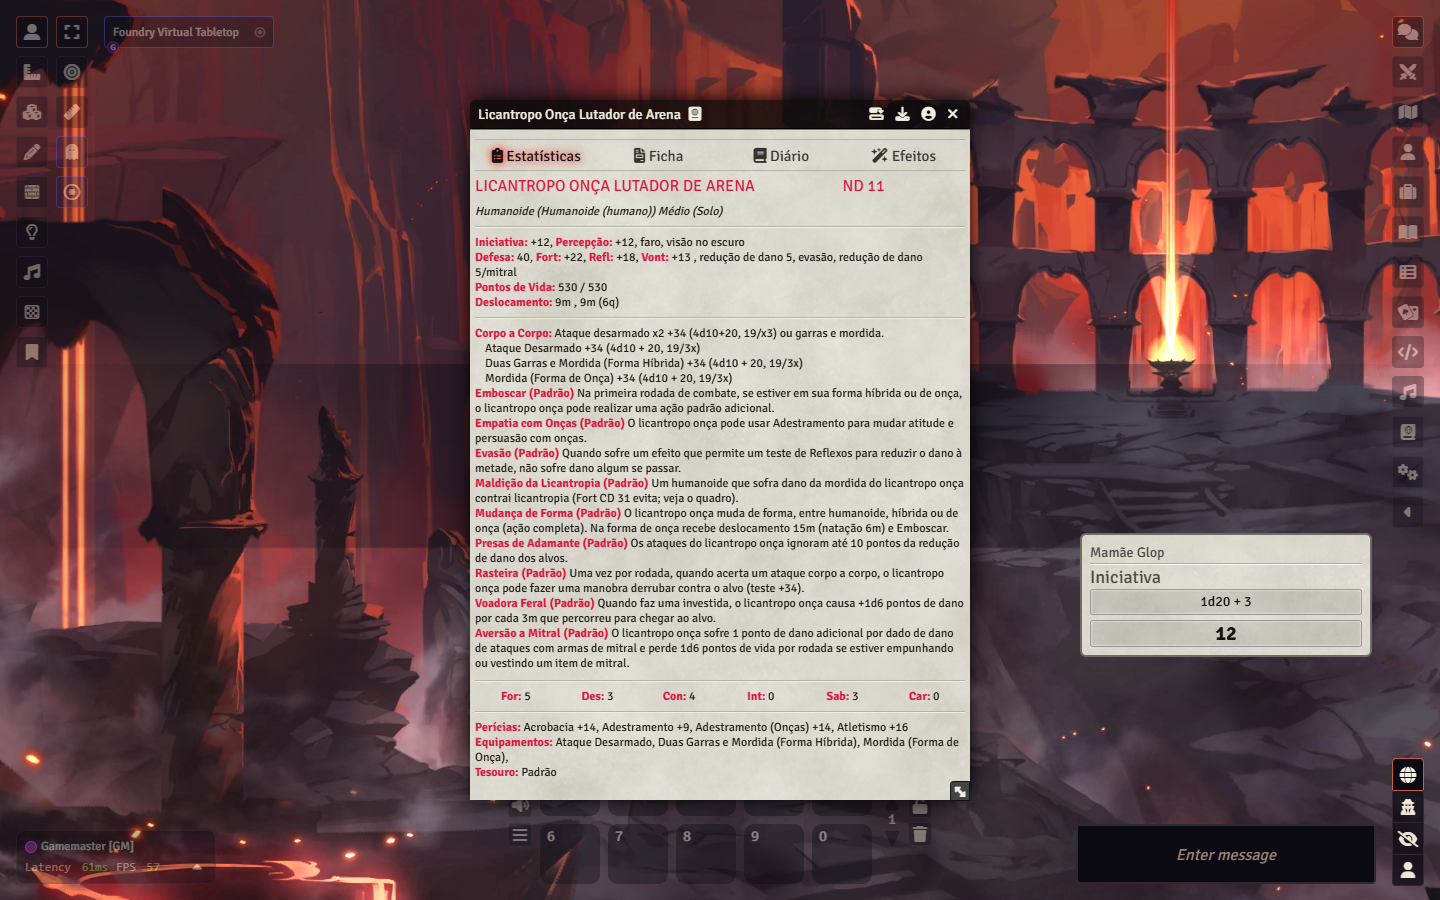 Foundry Virtual Tabletop
G
Licantropo Onça Lutador de Arena
Estatísticas
Ficha
Diário
Efeitos
LICANTROPO ONÇA LUTADOR DE ARENA
ND 11
Humanoide (Humanoide (humano)) Médio (Solo)
Iniciativa: +12, Percepção: +12, faro, visão no escuro
Defesa: 40, Fort: +22, Refl: +18, Vont: +13 , redução de dano 5, evasão, redução de dano
5/mitral
Pontos de Vida: 530 / 530
Deslocamento: 9m , 9m (6q)
Corpo a Corpo: Ataque desarmado x2 +34 (4d10+20, 19/x3) ou garras e mordida.
Ataque Desarmado +34 (4d10 + 20, 19/3x)
Duas Garras e Mordida (Forma Híbrida) +34 (4d10 + 20, 19/3x)
Mordida (Forma de Onça) +34 (4d10 + 20, 19/3x)
Emboscar (Padrão) Na primeira rodada de combate, se estiver em sua forma híbrida ou de onça,
o licantropo onça pode realizar uma ação padrão adicional.
Empatia com Onças (Padrão) O licantropo onça pode usar Adestramento para mudar atitude e
persuasão com onças.
Evasão (Padrão) Quando sofre um efeito que permite um teste de Reflexos para reduzir o dano à
metade, não sofre dano algum se passar.
Maldição da Licantropia (Padrão) Um humanoide que sofra dano da mordida do licantropo onça
contrai licantropia (Fort CD 31 evita; veja o quadro).
Mudança de Forma (Padrão) O licantropo onça muda de forma, entre humanoide, híbrida ou de
onça (ação completa). Na forma de onça recebe deslocamento 15m (natação 6m) e Emboscar.
Presas de Adamante (Padrão) Os ataques do licantropo onça ignoram até 10 pontos da redução
de dano dos alvos.
Rasteira (Padrão) Uma vez por rodada, quando acerta um ataque corpo a corpo, o licantropo
onça pode fazer uma manobra derrubar contra o alvo (teste +34).
Voadora Feral (Padrão) Quando faz uma investida, o licantropo onça causa +1d6 pontos de dano
por cada 3m que percorreu para chegar ao alvo.
Aversão a Mitral (Padrão) O licantropo onça sofre 1 ponto de dano adicional por dado de dano
de ataques com armas de mitral e perde 1d6 pontos de vida por rodada se estiver empunhando
ou vestindo um item de mitral.
For: 5 Des: 3 Con: 4 Int: 0 Sab: 3 Car: 0
Perícias: Acrobacia +14, Adestramento +9, Adestramento (Onças) +14, Atletismo +16
Equipamentos: Ataque Desarmado, Duas Garras e Mordida (Forma Híbrida), Mordida (Forma de
Onça),
Tesouro: Padrão
Mamãe Glop
Iniciativa
1d20 + 3
12
6 7 8 9 0
1
Gamemaster [GM]
Latency 61ms FPS 57
Enter message